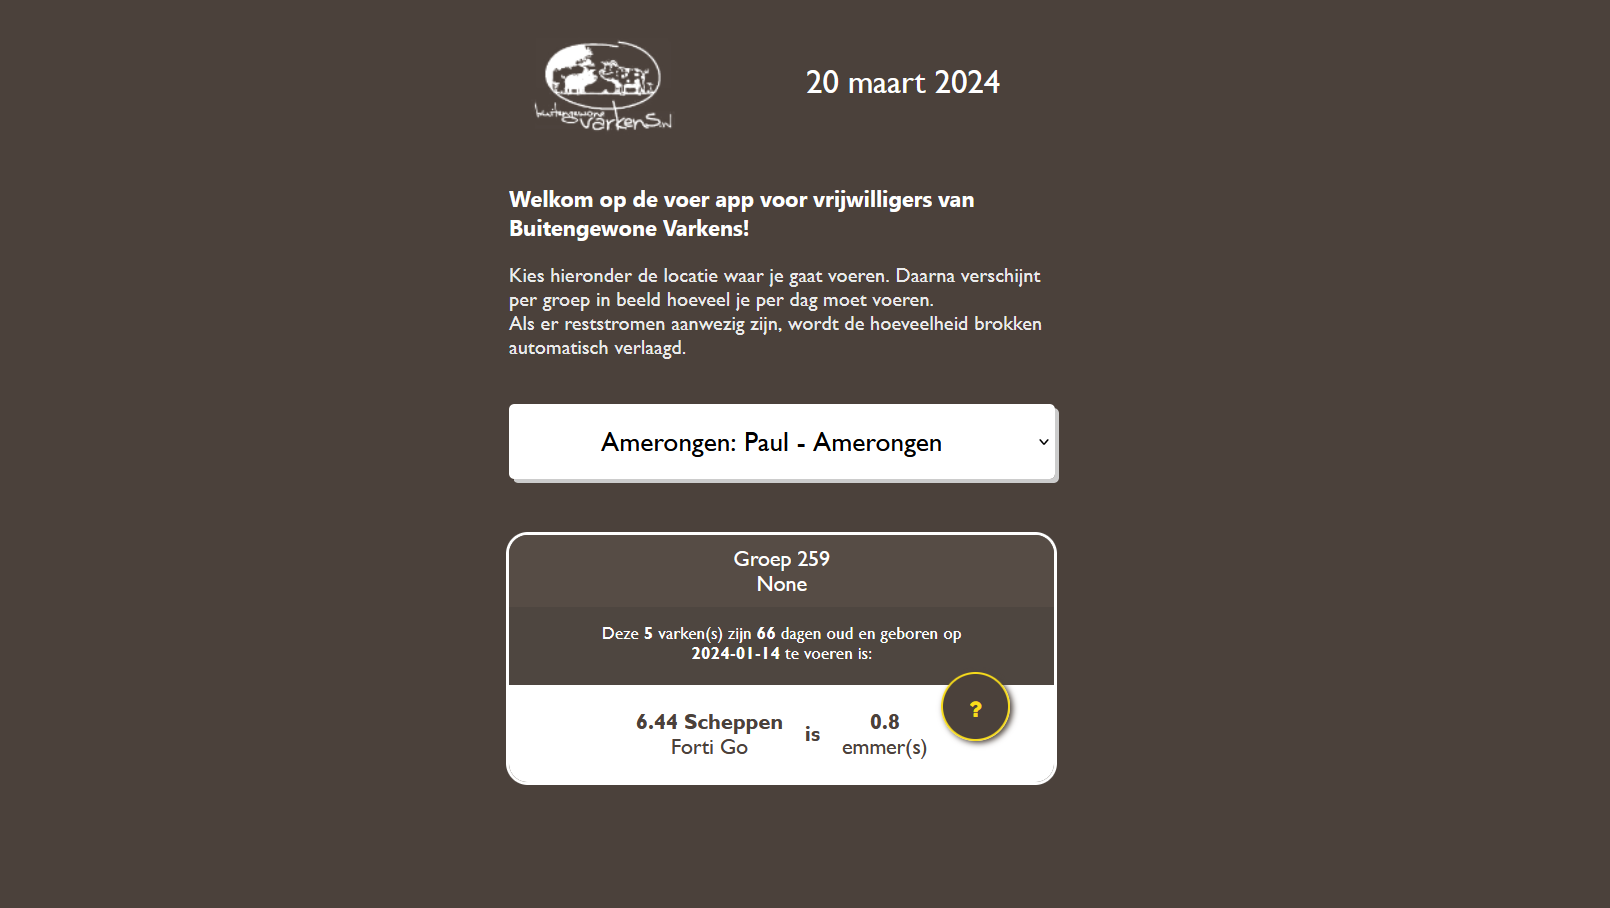 buitengewone
varkens.nl
20 maart 2024
Welkom op de voer app voor vrijwilligers van
Buitengewone Varkens!
Kies hieronder de locatie waar je gaat voeren. Daarna verschijnt
per groep in beeld hoeveel je per dag moet voeren.
Als er reststromen aanwezig zijn, wordt de hoeveelheid brokken
automatisch verlaagd.
Amerongen: Paul - Amerongen
Groep 259
None
Deze 5 varken(s) zijn 66 dagen oud en geboren op
2024-01-14 te voeren is:
6.44 Scheppen
Forti Go
is
0.8
emmer(s)
?